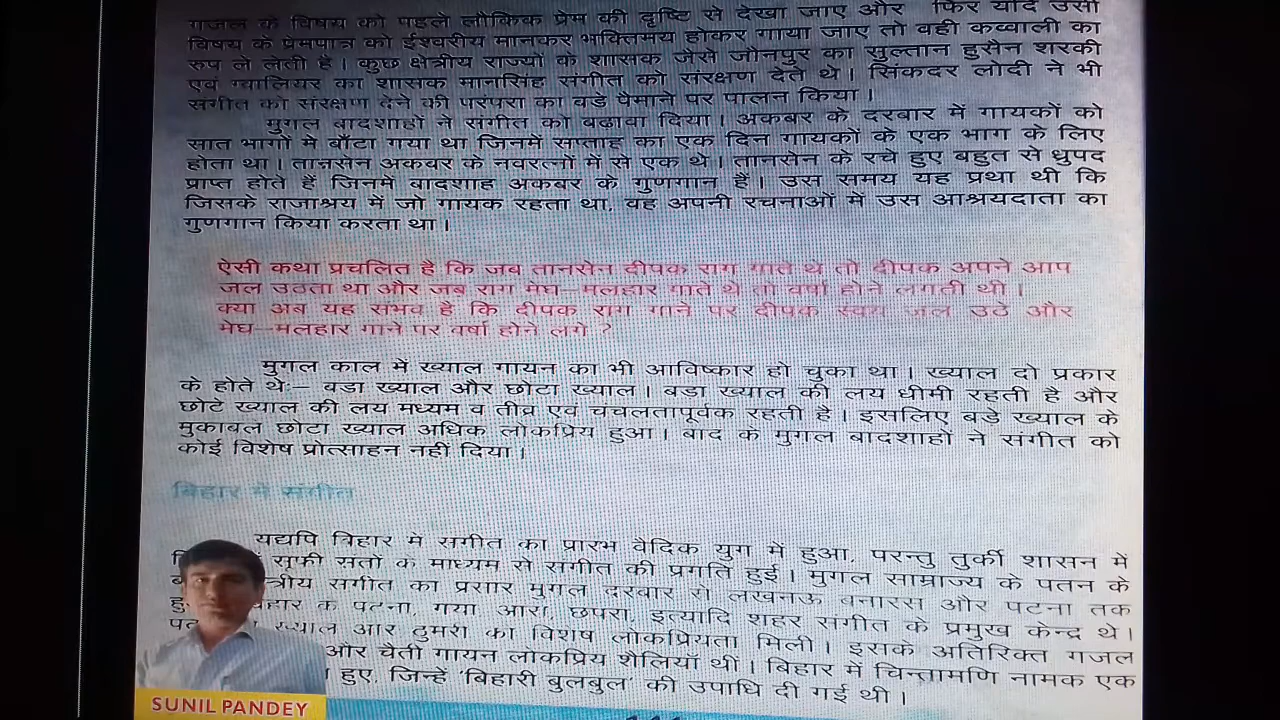 गजल के विषय को पहले लौकिक प्रेम की दृष्टि से देखा जाए और फिर यदि उसी
विषय के प्रेमपात्र को ईश्वरीय मानकर भक्तिमय होकर गाया जाए तो वही कव्वाली का
रूप ले लेती है। कुछ क्षेत्रीय राज्यों के शासक जैसे जौनपुर का सुल्तान हुसेन शरकी
एवं ग्वालियर का शासक मानसिंह संगीत को संरक्षण देते थे। सिंकदर लोदी ने भी
संगीत को संरक्षण देने की परंपरा का बड़े पैमाने पर पालन किया।
मुगल बादशाहों ने संगीत को बढ़ावा दिया। अकबर के दरबार में गायकों को
सात भागों में बाँटा गया था जिनमें सप्ताह का एक दिन गायकों के एक भाग के लिए
होता था। तानसेन अकबर के नवरत्नों में से एक थे। तानसेन के रचे हुए बहुत से ध्रुपद
प्राप्त होते हैं जिनमें बादशाह अकबर के गुणगान हैं। उस समय यह प्रथा थी कि
जिसके राजाश्रय में जो गायक रहता था, वह अपनी रचनाओं में उस आश्रयदाता का
गुणगान किया करता था।
ऐसी कथा प्रचलित है कि जब तानसेन दीपक राग गाते थे तो दीपक अपने आप
जल उठता था और जब राग मेघ–मलहार गाते थे तो वर्षा होने लगती थी।
क्या अब यह संभव है कि दीपक राग गाने पर दीपक स्वयं जल उठे और
मेघ–मलहार गाने पर वर्षा होने लगे ?
मुगल काल में ख्याल गायन का भी आविष्कार हो चुका था। ख्याल दो प्रकार
के होते थे:– बड़ा ख्याल और छोटा ख्याल। बड़ा ख्याल की लय धीमी रहती है और
छोटे ख्याल की लय मध्यम व तीव्र एवं चंचलतापूर्वक रहती है। इसलिए बड़े ख्याल के
मुकाबले छोटा ख्याल अधिक लोकप्रिय हुआ। बाद के मुगल बादशाहों ने संगीत को
कोई विशेष प्रोत्साहन नहीं दिया।
बिहार में संगीत
यद्यपि बिहार में संगीत का प्रारंभ वैदिक युग में हुआ, परन्तु तुर्की शासन में
सूफी संतों के माध्यम से संगीत की प्रगति हुई। मुगल साम्राज्य के पतन के
संगीत का प्रसार मुगल दरबार से लखनऊ बनारस और पटना तक
के पटना, गया, आरा, छपरा, इत्यादि शहर संगीत के प्रमुख केन्द्र थे।
ख्याल और ठुमरी को विशेष लोकप्रियता मिली। इसके अतिरिक्त गजल
और चैती गायन लोकप्रिय शैलियाँ थी। बिहार में चिन्तामणि नामक एक
हुए, जिन्हें 'बिहारी बुलबुल' की उपाधि दी गई थी।
SUNIL PANDEY